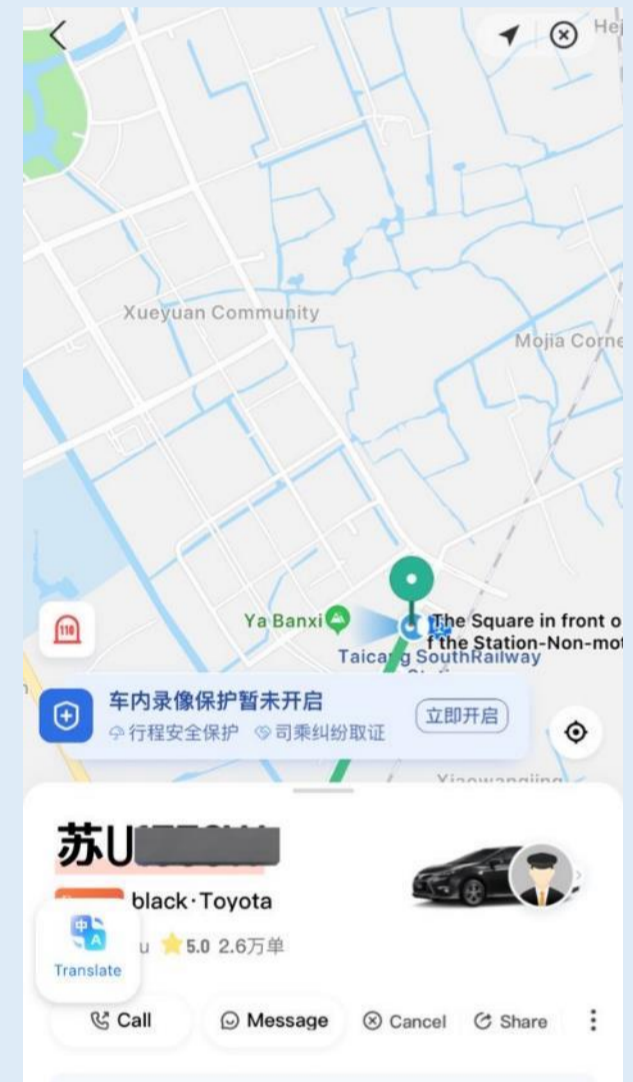 Hej
Xueyuan Community
Mojia Corne
110
Ya Banxi
The Square in front o
f the Station-Non-mot
Taicang SouthRailway
车内录像保护暂未开启
行程安全保护 司乘纠纷取证
立即开启
Xiaowangjing
苏U
black·Toyota
中
A
u 5.0 2.6万单
Translate
Call
Message
Cancel
Share